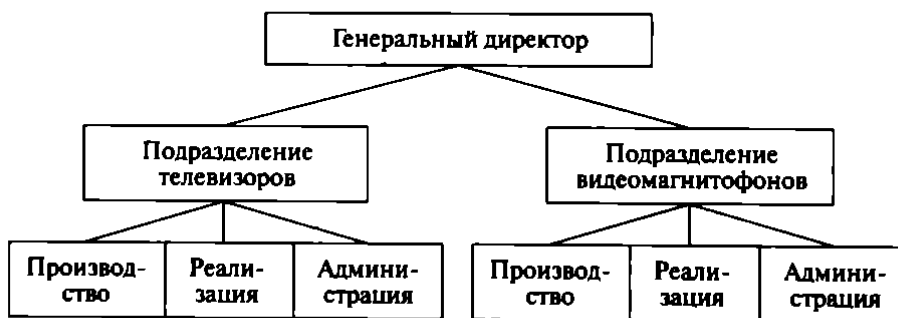 Генеральный директор
Подразделение
телевизоров
Подразделение
видеомагнитофонов
Производ-
ство
Реали-
зация
Админи-
страция
Производ-
ство
Реали-
зация
Админи-
страция